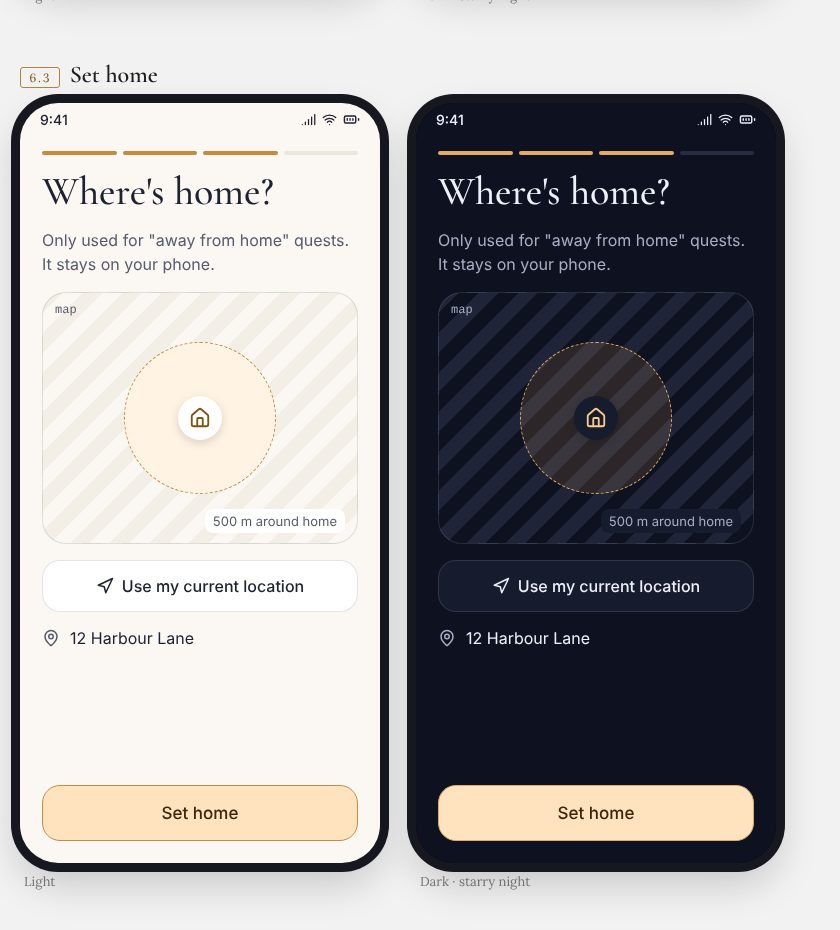 6.3 Set home
9:41
Where's home?
Only used for "away from home" quests.
It stays on your phone.
map
500 m around home
Use my current location
12 Harbour Lane
Set home
Light
9:41
Where's home?
Only used for "away from home" quests.
It stays on your phone.
map
500 m around home
Use my current location
12 Harbour Lane
Set home
Dark · starry night